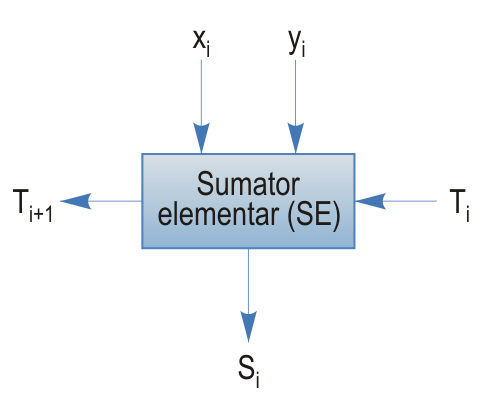 xᵢ yᵢ
Sumator
elementar (SE)
Tᵢ₊₁ Tᵢ
Sᵢ